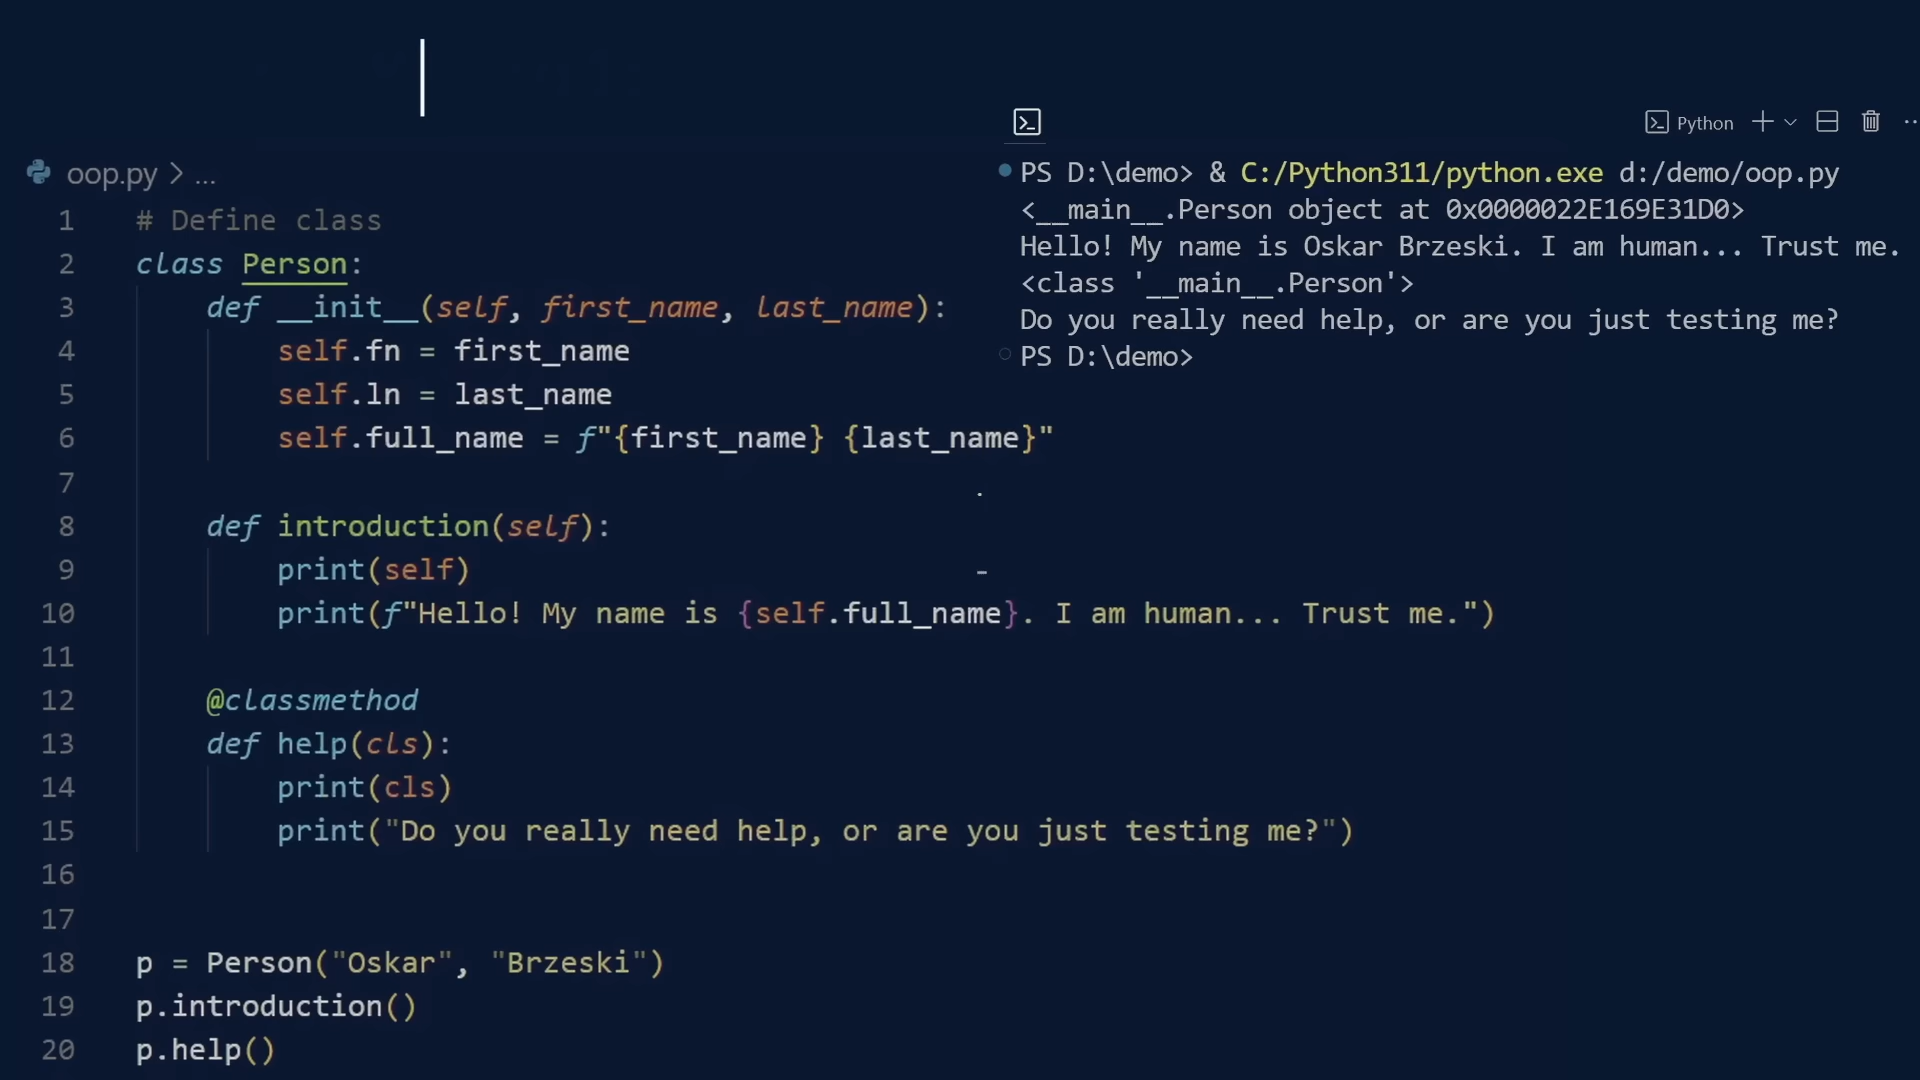 oop.py > ...
1 # Define class
2 class Person:
3 def __init__(self, first_name, last_name):
4 self.fn = first_name
5 self.ln = last_name
6 self.full_name = f"{first_name} {last_name}"
7
8 def introduction(self):
9 print(self)
10 print(f"Hello! My name is {self.full_name}. I am human... Trust me.")
11
12 @classmethod
13 def help(cls):
14 print(cls)
15 print("Do you really need help, or are you just testing me?")
16
17
18 p = Person("Oskar", "Brzeski")
19 p.introduction()
20 p.help()
Python
PS D:\demo> & C:/Python311/python.exe d:/demo/oop.py
<__main__.Person object at 0x0000022E169E31D0>
Hello! My name is Oskar Brzeski. I am human... Trust me.
<class '__main__.Person'>
Do you really need help, or are you just testing me?
PS D:\demo>